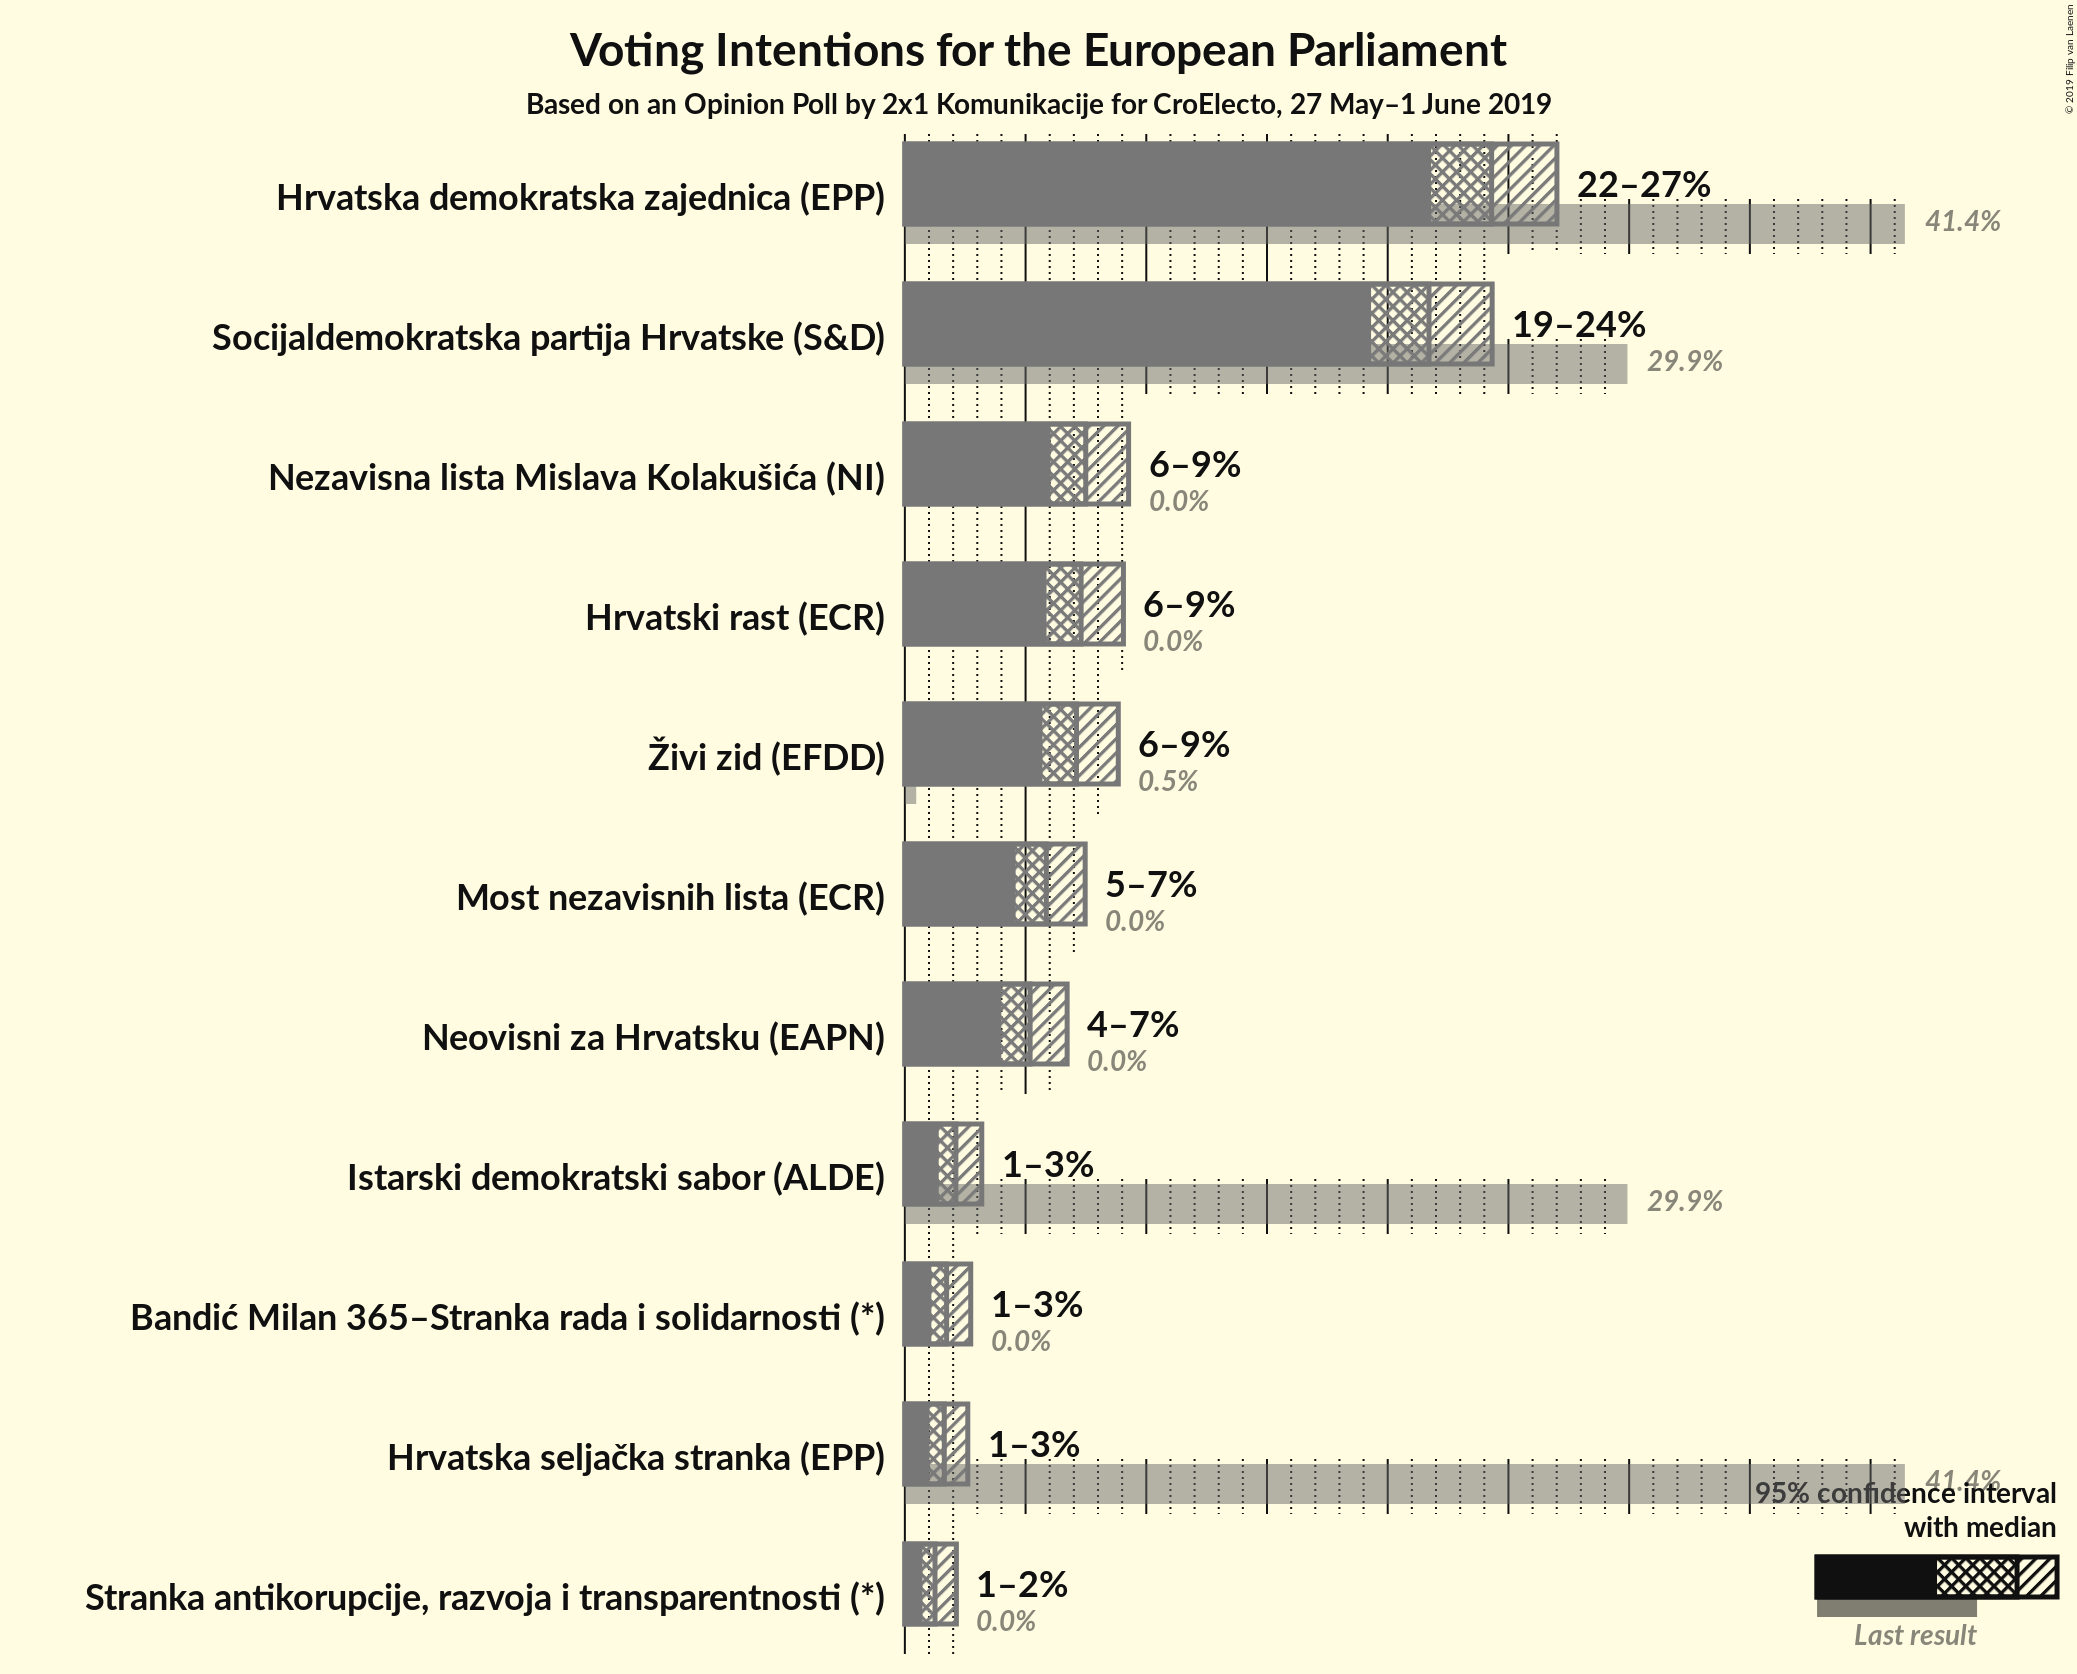 Voting Intentions for the European Parliament
Based on an Opinion Poll by 2x1 Komunikacije for CroElecto, 27 May–1 June 2019
© 2019 Filip van Laenen
Hrvatska demokratska zajednica (EPP)
22–27%
41.4%
Socijaldemokratska partija Hrvatske (S&D)
19–24%
29.9%
Nezavisna lista Mislava Kolakušića (NI)
6–9%
0.0%
Hrvatski rast (ECR)
6–9%
0.0%
Živi zid (EFDD)
6–9%
0.5%
Most nezavisnih lista (ECR)
5–7%
0.0%
Neovisni za Hrvatsku (EAPN)
4–7%
0.0%
Istarski demokratski sabor (ALDE)
1–3%
29.9%
Bandić Milan 365–Stranka rada i solidarnosti (*)
1–3%
0.0%
Hrvatska seljačka stranka (EPP)
1–3%
41.4%
Stranka antikorupcije, razvoja i transparentnosti (*)
1–2%
0.0%
95% confidence interval
with median
Last result